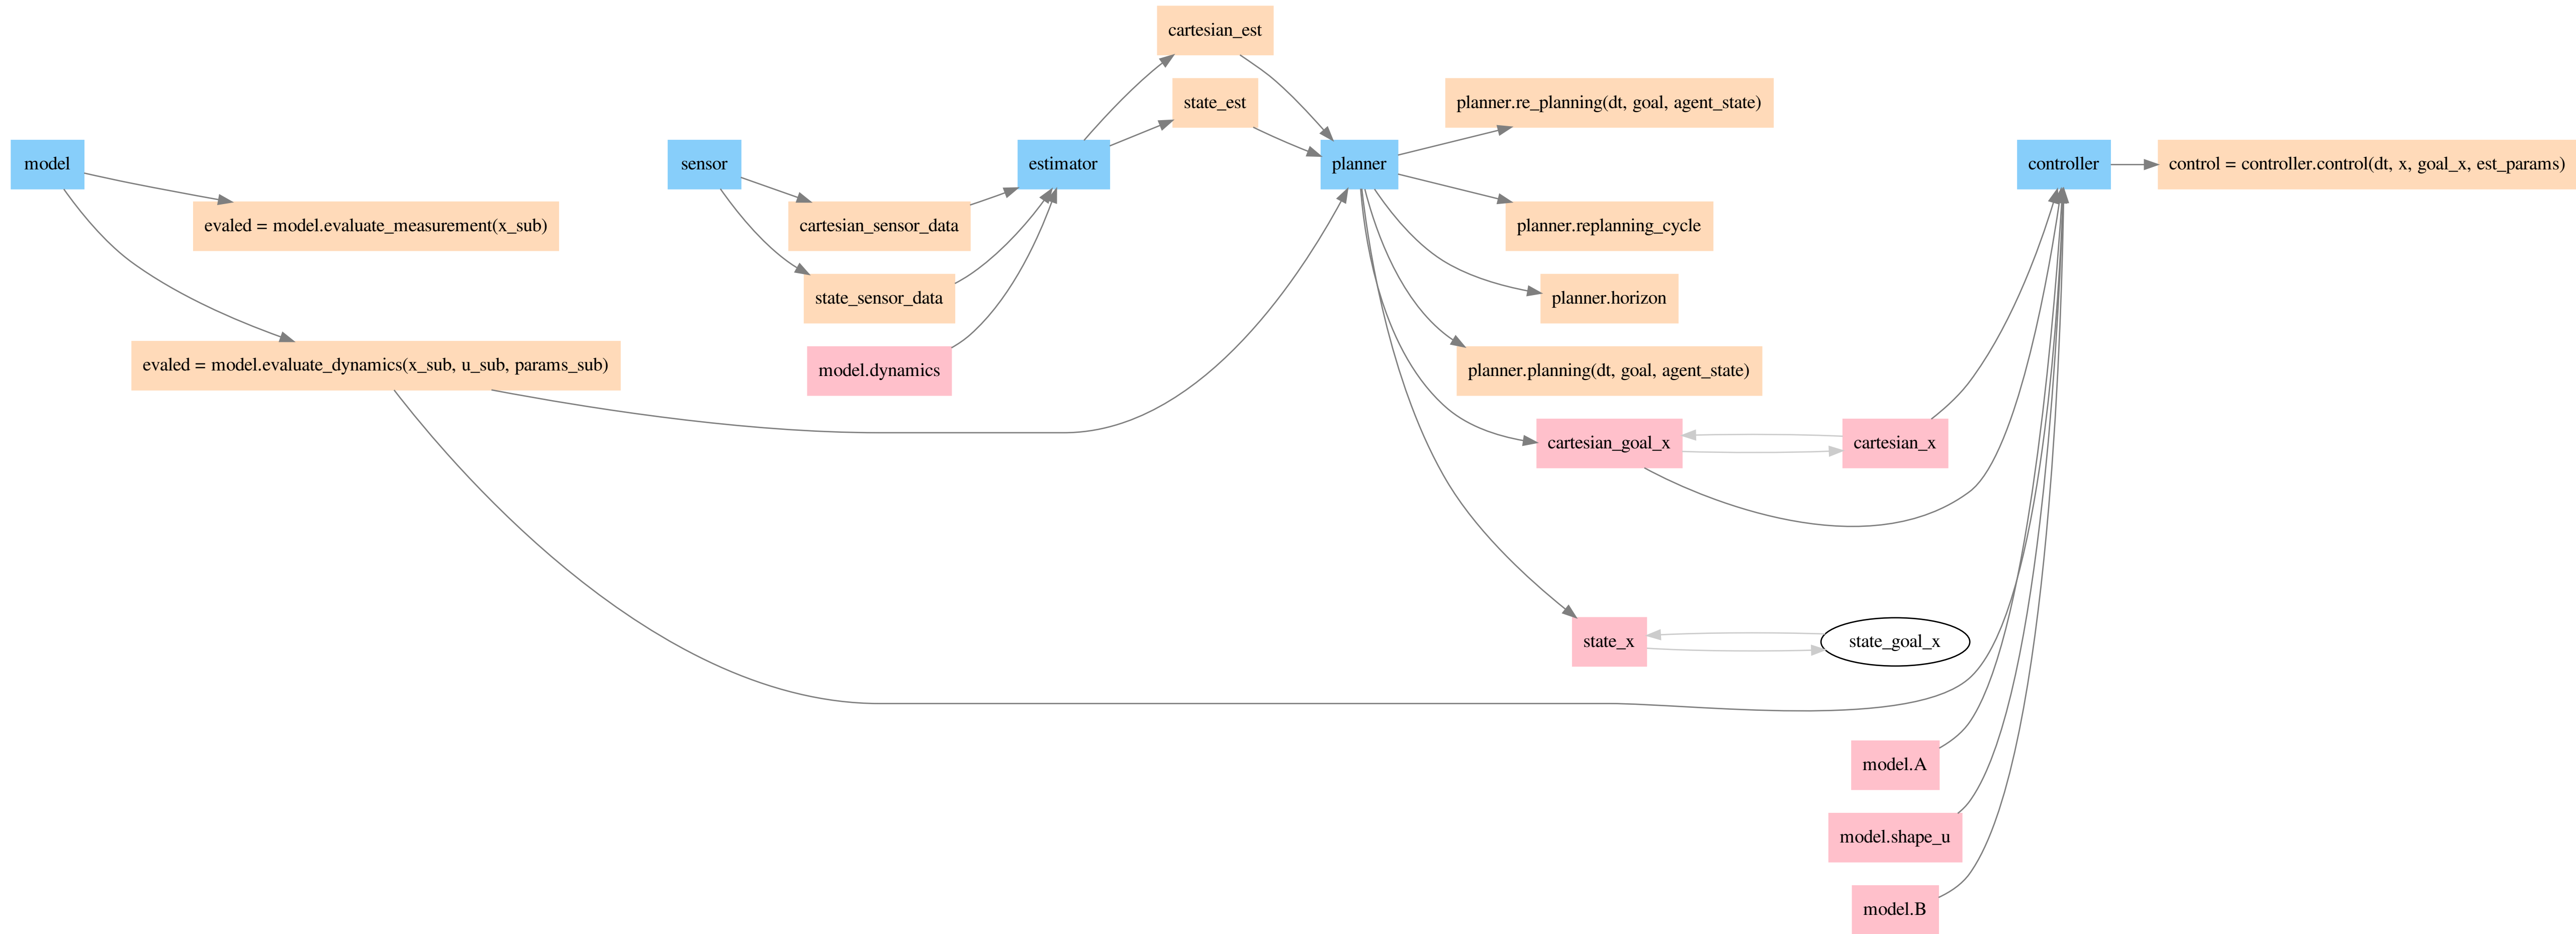 cartesian_est
state_est
planner.re_planning(dt, goal, agent_state)
model
sensor
estimator
planner
controller
control = controller.control(dt, x, goal_x, est_params)
evaled = model.evaluate_measurement(x_sub)
cartesian_sensor_data
planner.replanning_cycle
state_sensor_data
planner.horizon
evaled = model.evaluate_dynamics(x_sub, u_sub, params_sub)
model.dynamics
planner.planning(dt, goal, agent_state)
cartesian_goal_x
cartesian_x
state_x
state_goal_x
model.A
model.shape_u
model.B